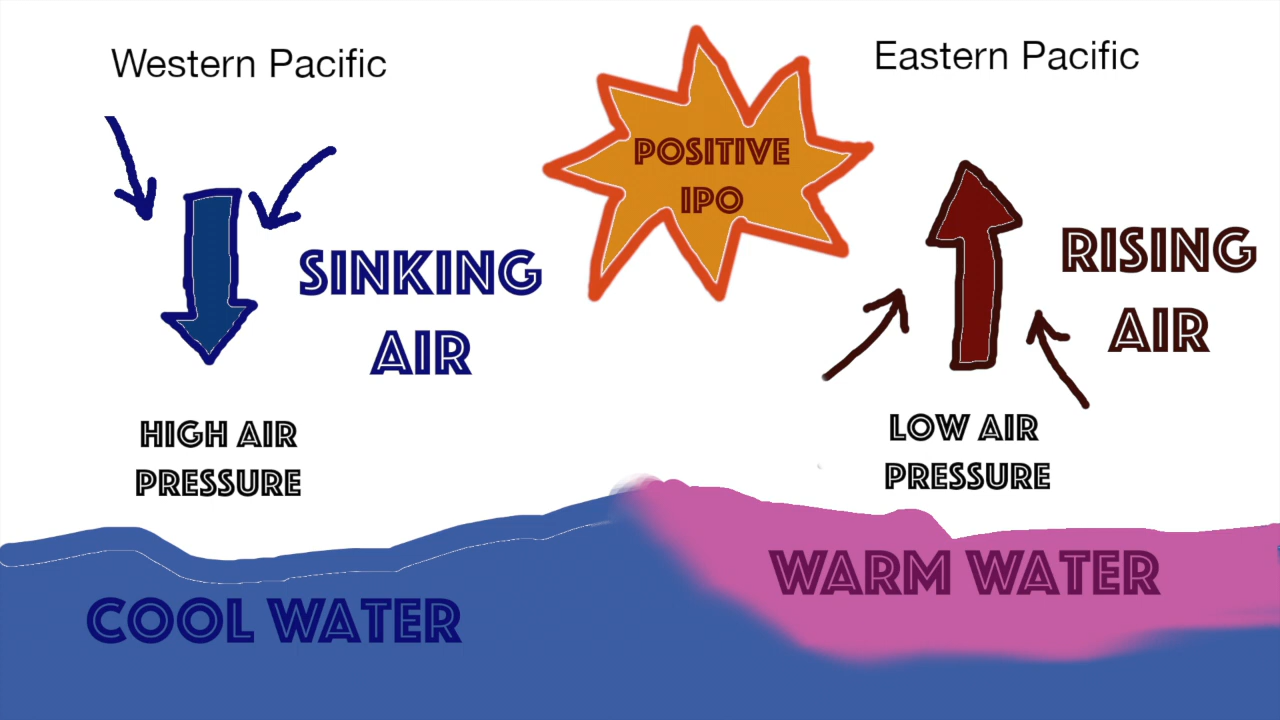 Western Pacific
Eastern Pacific
POSITIVE
IPO
SINKING
AIR
RISING
AIR
HIGH AIR
PRESSURE
LOW AIR
PRESSURE
COOL WATER
WARM WATER